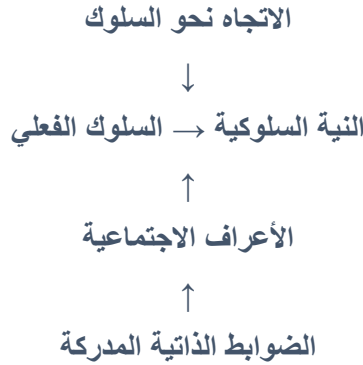 الاتجاه نحو السلوك
↓
النية السلوكية → السلوك الفعلي
↑
الأعراف الاجتماعية
↑
الضوابط الذاتية المدركة